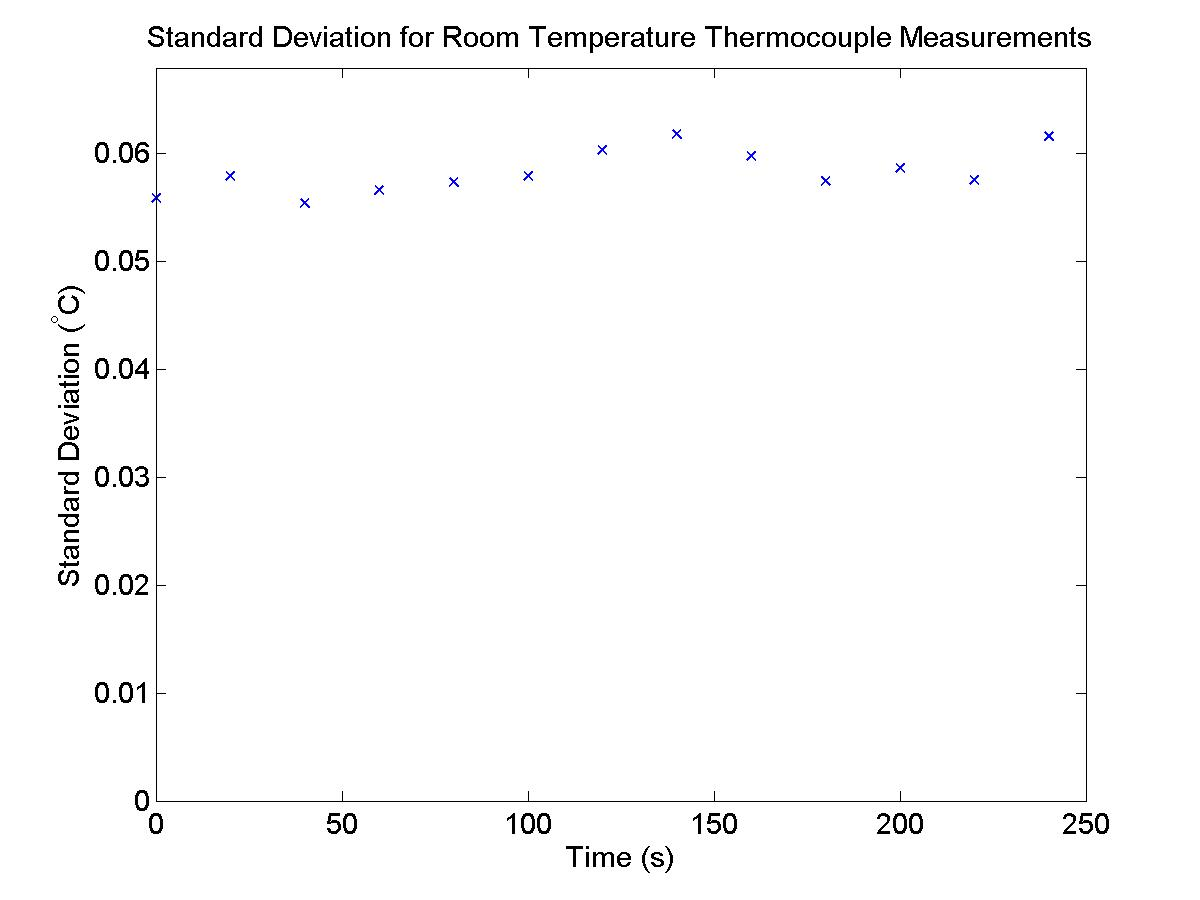 Standard Deviation for Room Temperature Thermocouple Measurements
0.06
0.05
0.04
0.03
0.02
0.01
0
Standard Deviation (°C)
0 50 100 150 200 250
Time (s)